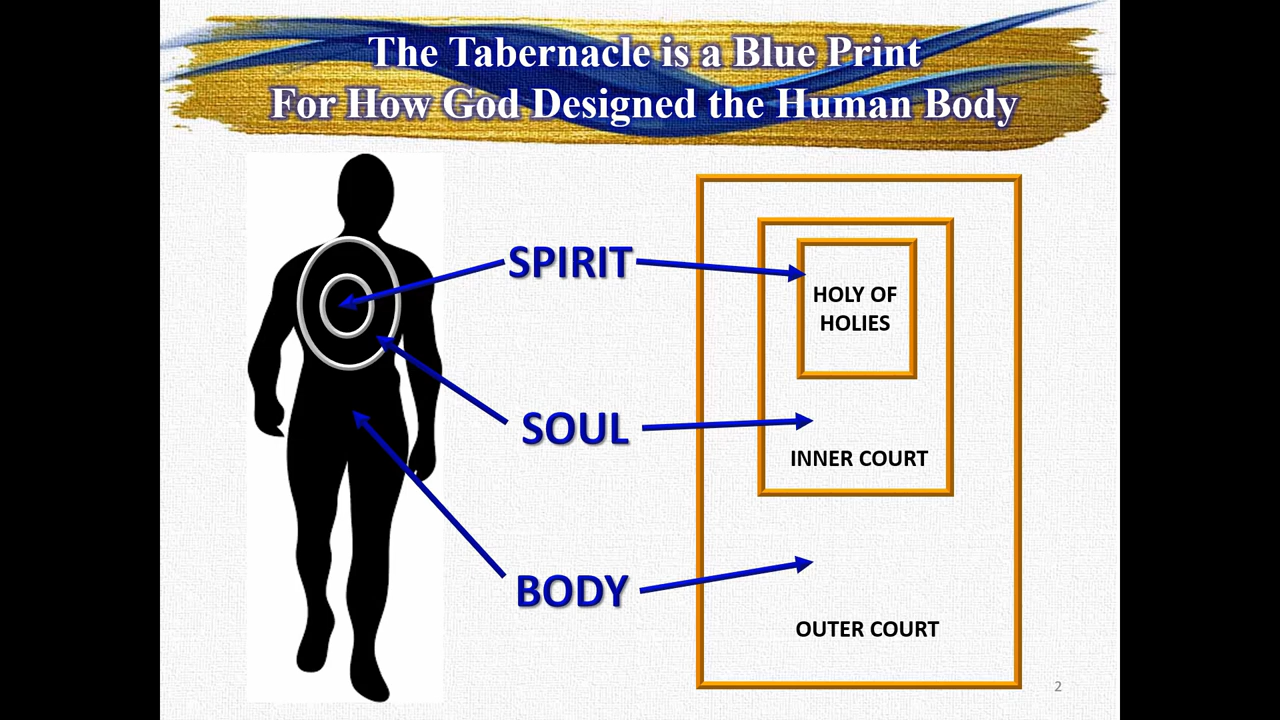 The Tabernacle is a Blue Print
For How God Designed the Human Body
SPIRIT
HOLY OF
HOLIES
SOUL
INNER COURT
BODY
OUTER COURT
2